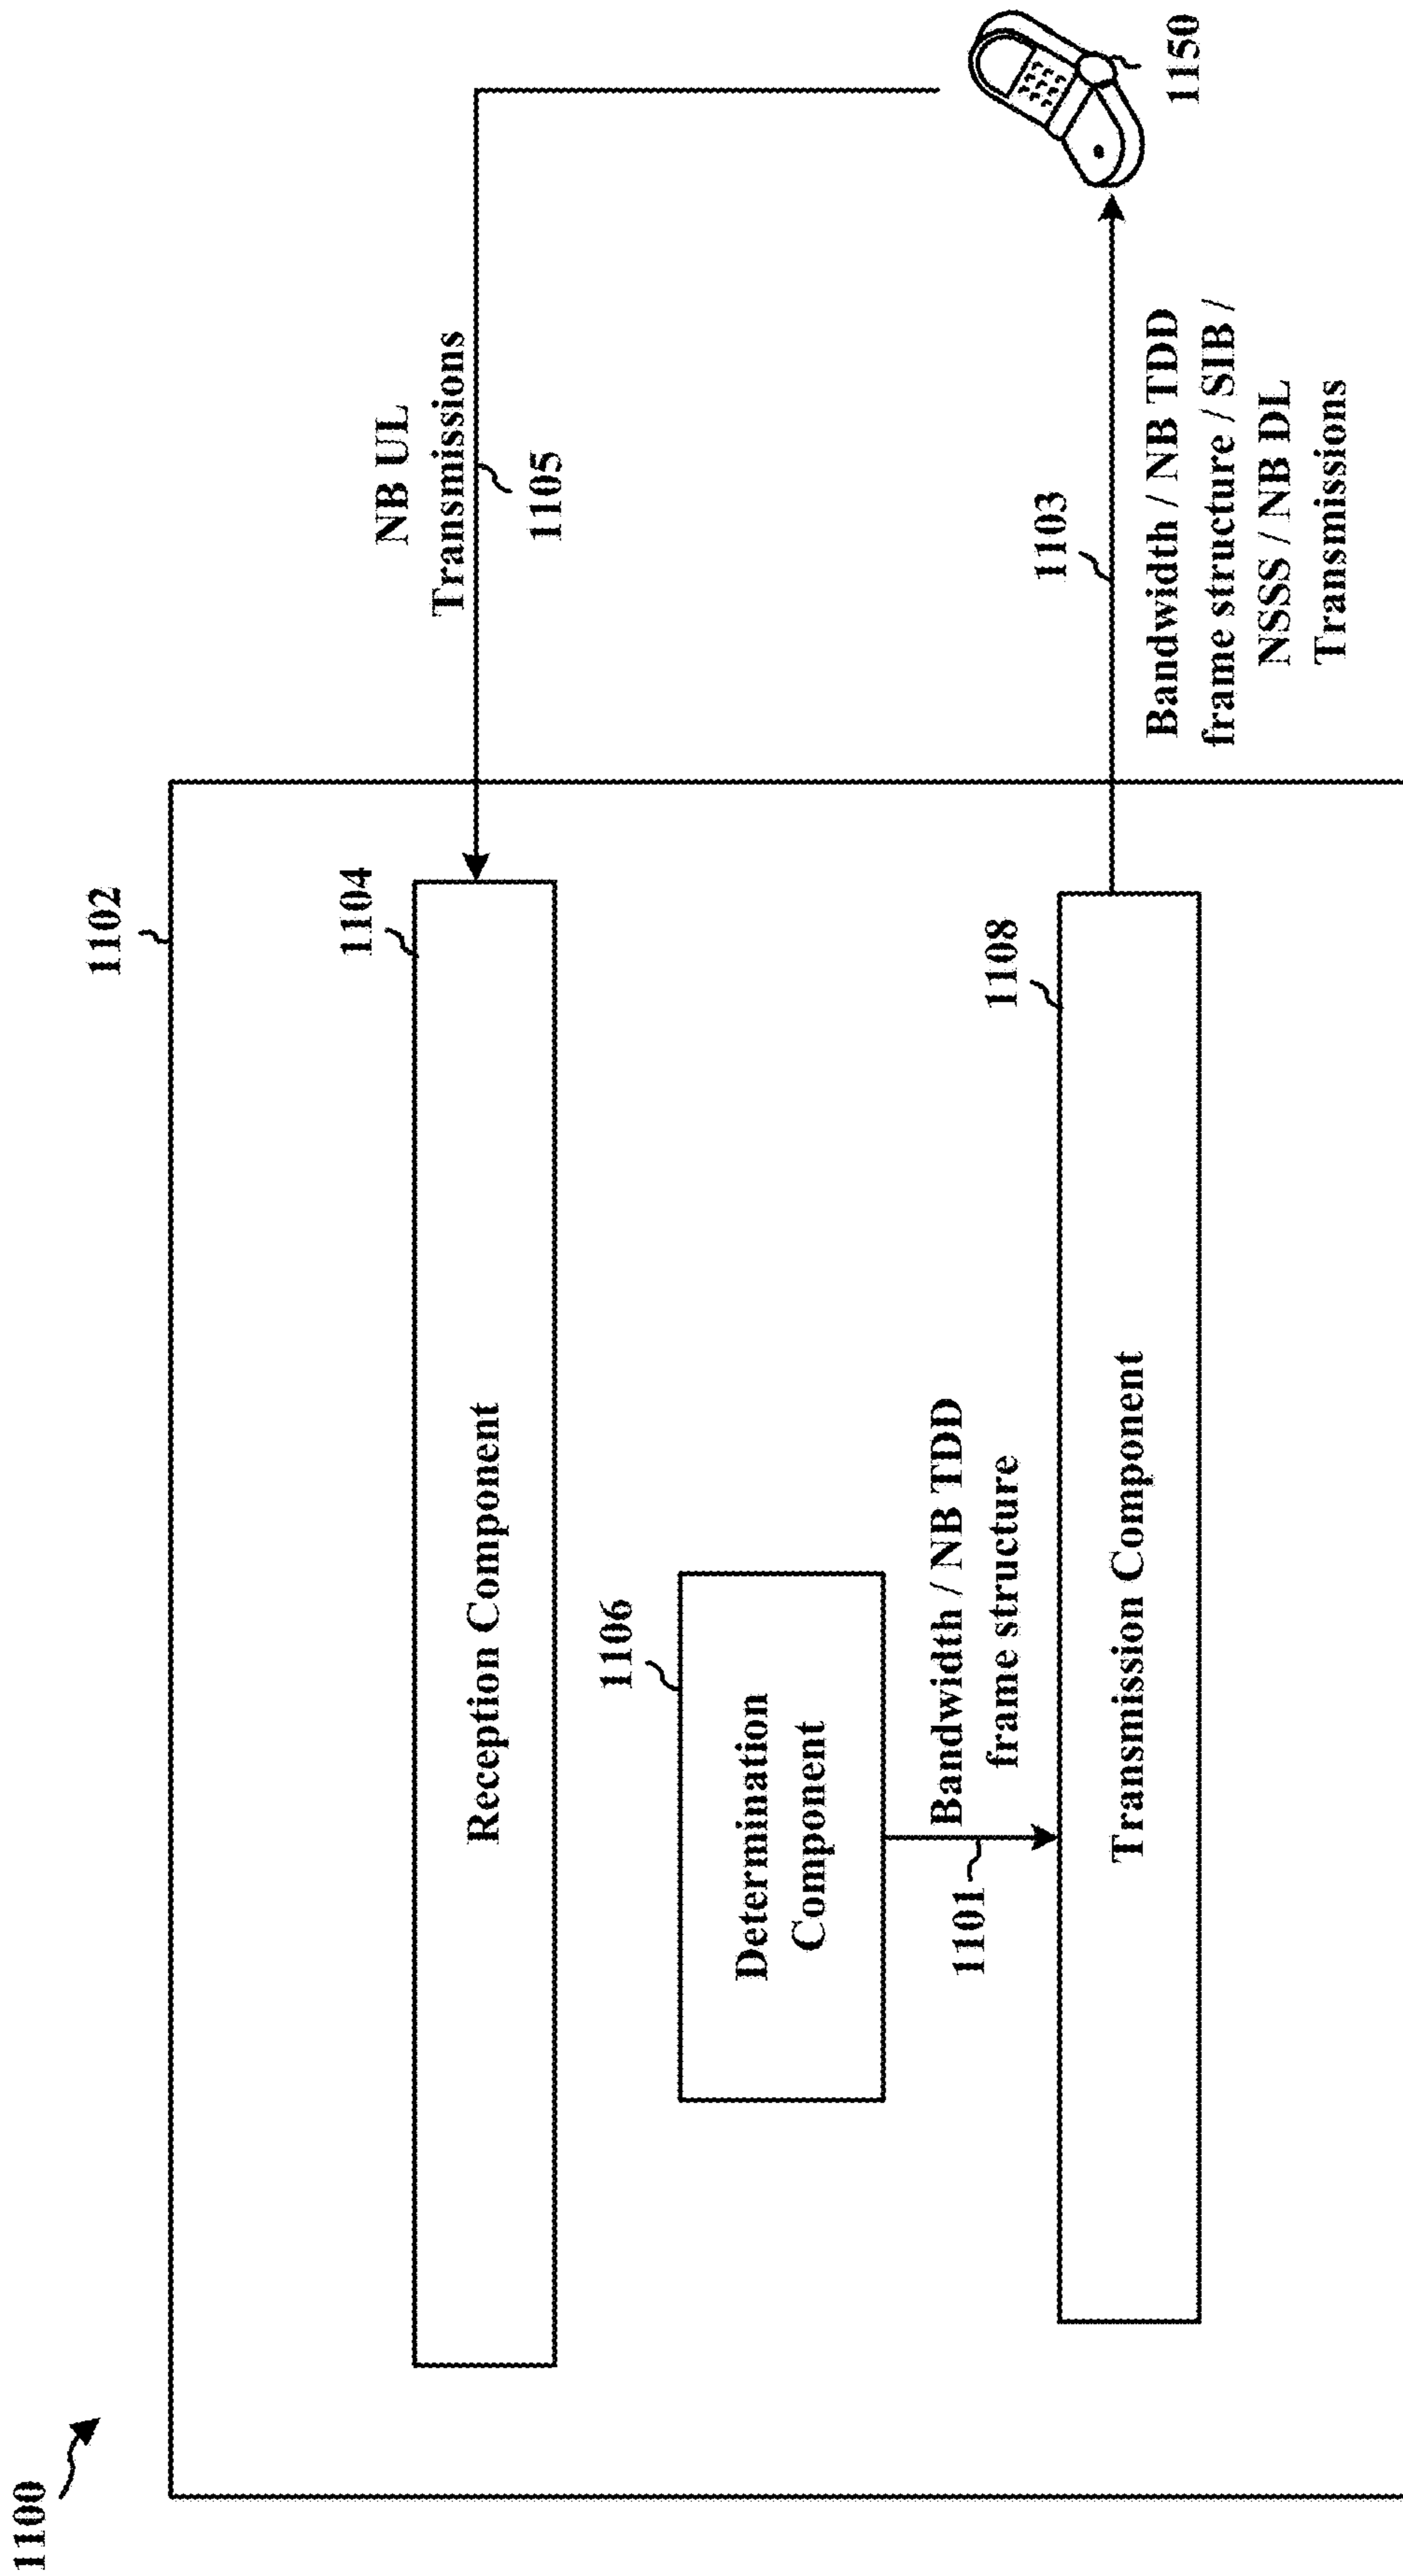 1100
1102
1104
Reception Component
NB UL
Transmissions
1105
1106
Determination
Component
1101
Bandwidth / NB TDD
frame structure
1108
Transmission Component
1103
Bandwidth / NB TDD
frame structure / SIB /
NSSS / NB DL
Transmissions
1150